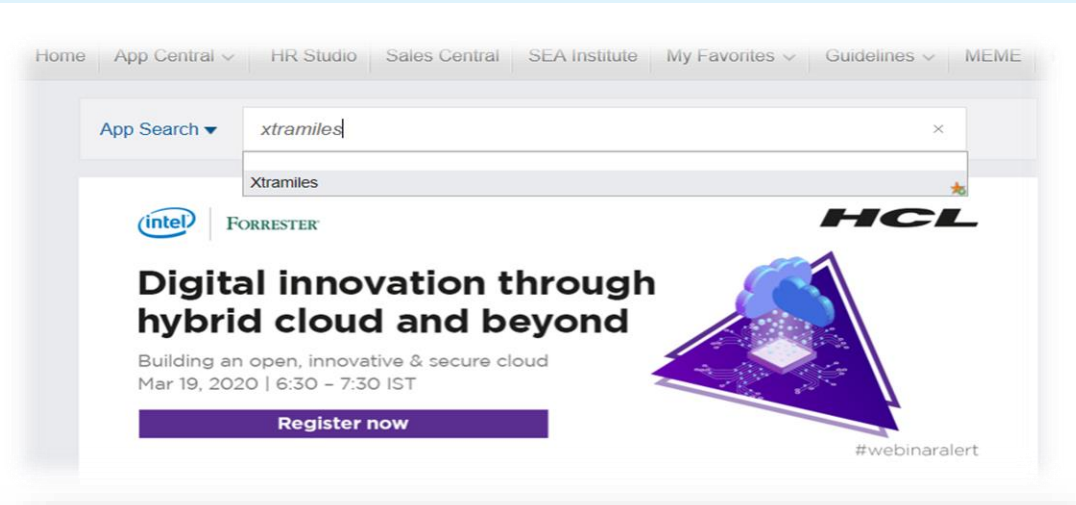 Home App Central HR Studio Sales Central SEA Institute My Favorites Guidelines MEME
App Search xtramiles ×
Xtramiles
intel FORRESTER HCL
Digital innovation through
hybrid cloud and beyond
Building an open, innovative & secure cloud
Mar 19, 2020 | 6:30 – 7:30 IST
Register now
#webinaralert